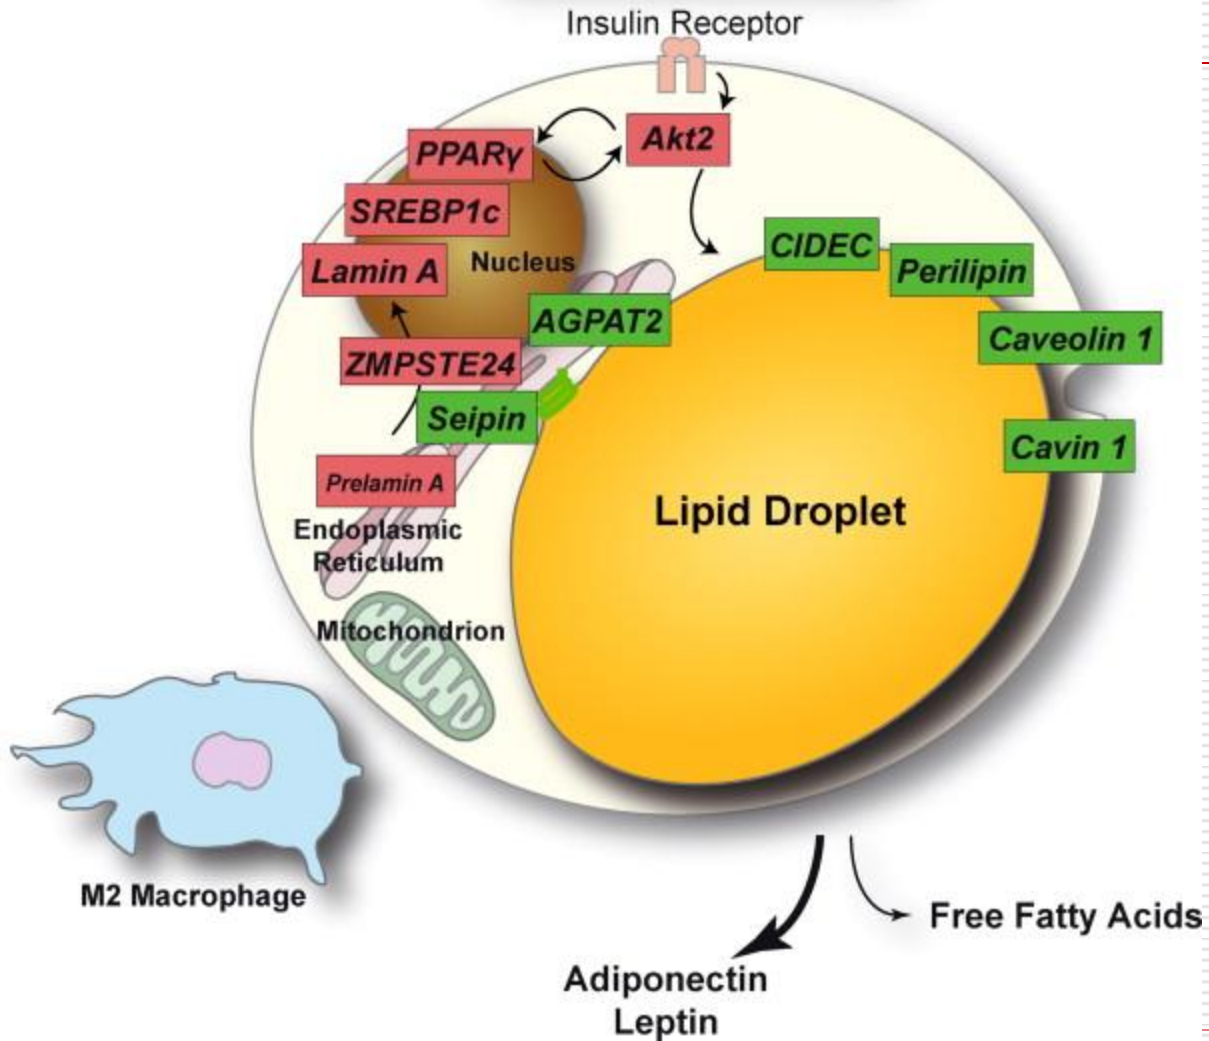 Insulin Receptor
Akt2
PPARγ
SREBP1c
Lamin A
Nucleus
CIDEC
Perilipin
AGPAT2
Caveolin 1
ZMPSTE24
Seipin
Cavin 1
Prelamin A
Lipid Droplet
Endoplasmic
Reticulum
Mitochondrion
M2 Macrophage
Free Fatty Acids
Adiponectin
Leptin